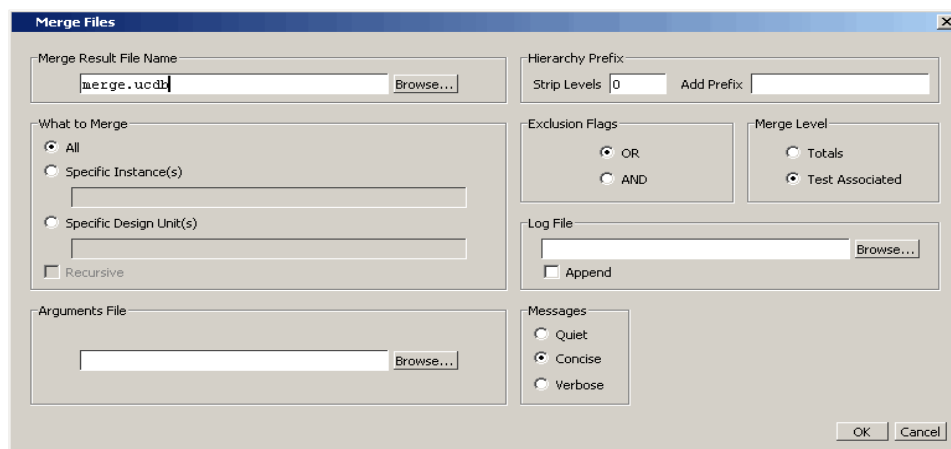 Merge Files
Merge Result File Name
merge.ucdb
Browse...
Hierarchy Prefix
Strip Levels 0 Add Prefix
What to Merge
All
Specific Instance(s)
Specific Design Unit(s)
Recursive
Exclusion Flags
OR
AND
Merge Level
Totals
Test Associated
Log File
Browse...
Append
Arguments File
Browse...
Messages
Quiet
Concise
Verbose
OK Cancel